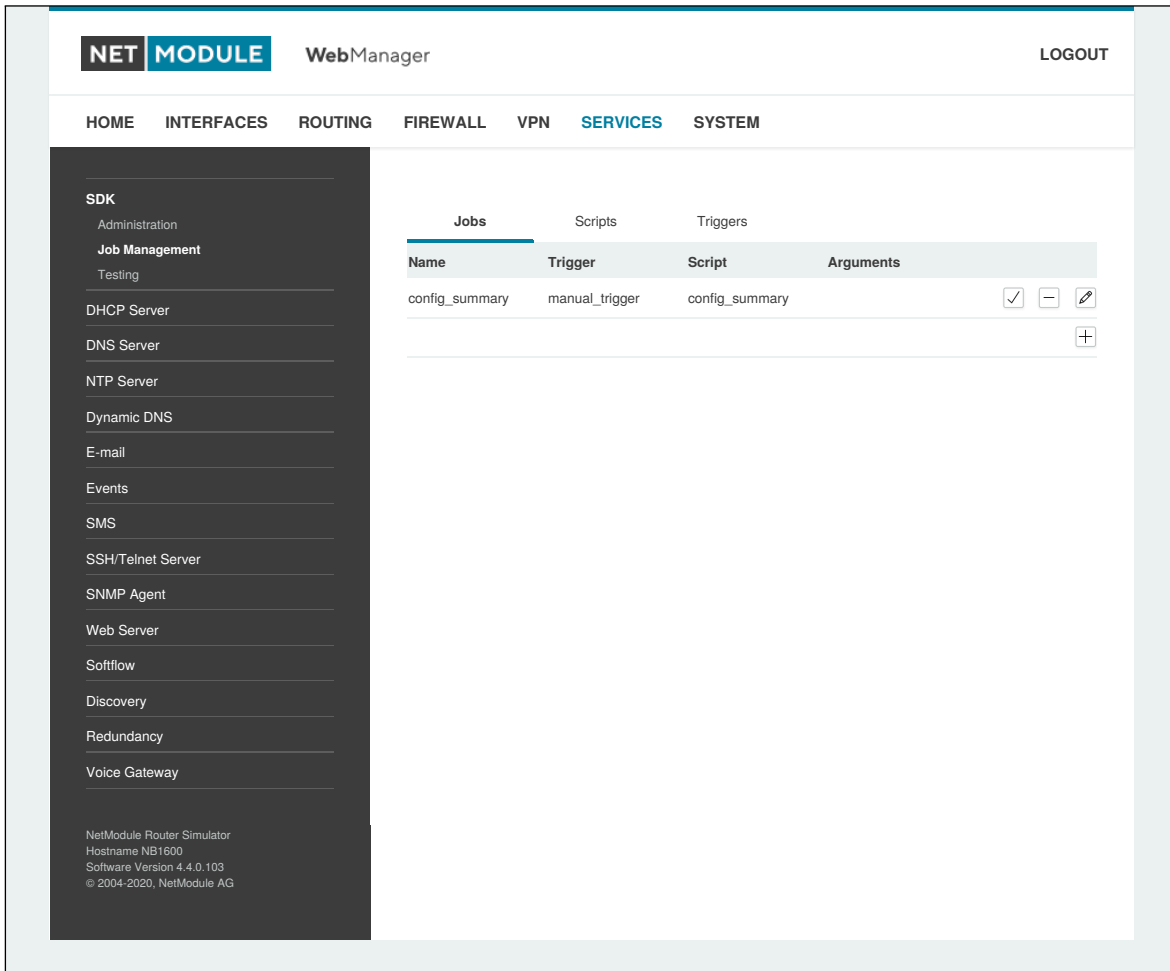 NET MODULE WebManager LOGOUT
HOME INTERFACES ROUTING FIREWALL VPN SERVICES SYSTEM
SDK
Administration
Job Management
Testing
DHCP Server
DNS Server
NTP Server
Dynamic DNS
E-mail
Events
SMS
SSH/Telnet Server
SNMP Agent
Web Server
Softflow
Discovery
Redundancy
Voice Gateway
NetModule Router Simulator
Hostname NB1600
Software Version 4.4.0.103
© 2004-2020, NetModule AG
Jobs Scripts Triggers
Name Trigger Script Arguments
config_summary manual_trigger config_summary